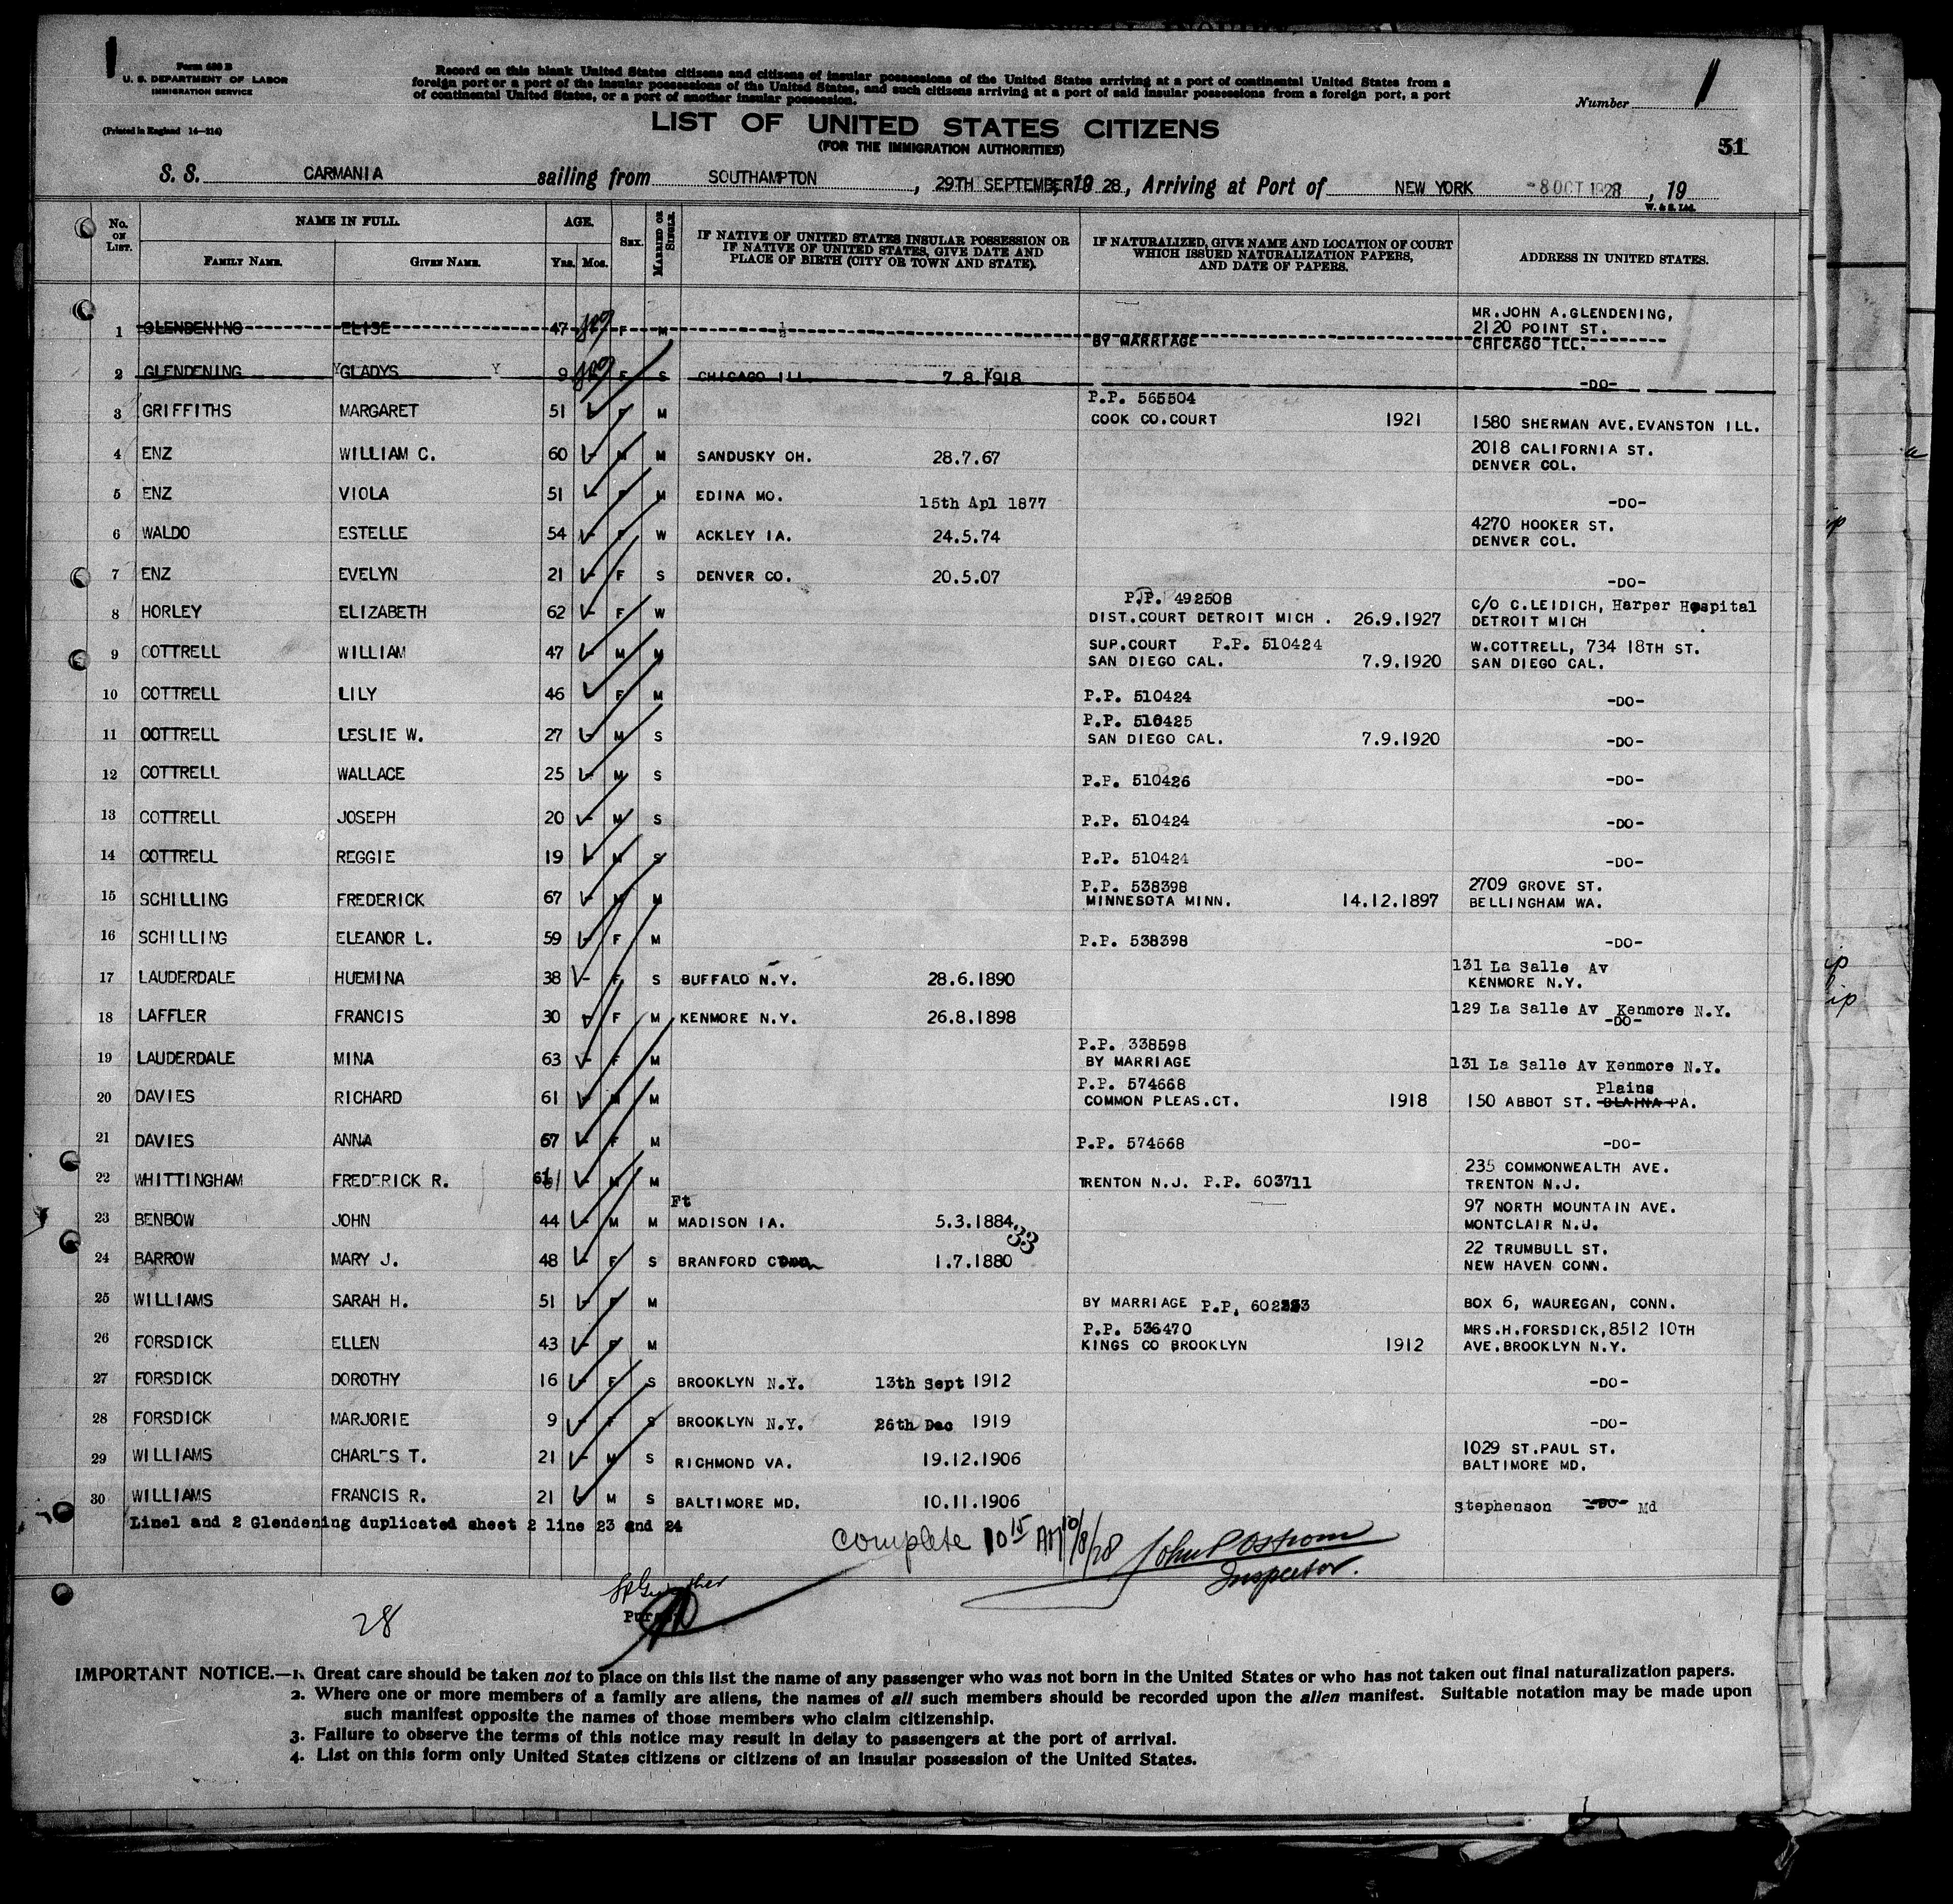 Form 630 B
U. S. DEPARTMENT OF LABOR
IMMIGRATION SERVICE
(Printed in England 14—214)
Record on this blank United States citizens and citizens of insular possessions of the United States arriving at a port of continental United States from a
foreign port or a port of the insular possessions of the United States, and such citizens arriving at a port of said insular possessions from a foreign port, a port
of continental United States, or a port of another insular possession.
Number 1
LIST OF UNITED STATES CITIZENS
(FOR THE IMMIGRATION AUTHORITIES)
51
S. S. CARMANIA sailing from SOUTHAMPTON, 29TH SEPTEMBER, 19 28, Arriving at Port of NEW YORK -8 OCT 1928, 19
W. & S. Ltd.
No. ON LIST. NAME IN FULL. AGE. SEX. MARRIED OR SINGLE. IF NATIVE OF UNITED STATES INSULAR POSSESSION OR IF NATIVE OF UNITED STATES, GIVE DATE AND PLACE OF BIRTH (CITY OR TOWN AND STATE). IF NATURALIZED, GIVE NAME AND LOCATION OF COURT WHICH ISSUED NATURALIZATION PAPERS, AND DATE OF PAPERS. ADDRESS IN UNITED STATES.
FAMILY NAME. GIVEN NAME. Yrs. Mos.
1 GLENDENING ELISE 47 F M BY MARRIAGE MR.JOHN A.GLENDENING, 2120 POINT ST. CHICAGO ILL.
2 GLENDENING GLADYS 9 F S CHICAGO ILL. 7.8.1918 -DO-
3 GRIFFITHS MARGARET 51 F M P.P. 565504 COOK CO.COURT 1921 1580 SHERMAN AVE.EVANSTON ILL.
4 ENZ WILLIAM C. 60 M M SANDUSKY OH. 28.7.67 2018 CALIFORNIA ST. DENVER COL.
5 ENZ VIOLA 51 F M EDINA MO. 15th Apl 1877 -DO-
6 WALDO ESTELLE 54 F W ACKLEY IA. 24.5.74 4270 HOOKER ST. DENVER COL.
7 ENZ EVELYN 21 F S DENVER CO. 20.5.07 -DO-
8 HORLEY ELIZABETH 62 F W P.P. 492508 DIST.COURT DETROIT MICH . 26.9.1927 C/O C.LEIDICH, Harper Hospital DETROIT MICH
9 COTTRELL WILLIAM 47 M M SUP.COURT P.P. 510424 SAN DIEGO CAL. 7.9.1920 W.COTTRELL, 734 18TH ST. SAN DIEGO CAL.
10 COTTRELL LILY 46 F M P.P. 510424 -DO-
11 COTTRELL LESLIE W. 27 M S P.P. 510425 SAN DIEGO CAL. 7.9.1920 -DO-
12 COTTRELL WALLACE 25 M S P.P. 510426 -DO-
13 COTTRELL JOSEPH 20 M S P.P. 510424 -DO-
14 COTTRELL REGGIE 19 M S P.P. 510424 -DO-
15 SCHILLING FREDERICK 67 M M P.P. 538398 MINNESOTA MINN. 14.12.1897 2709 GROVE ST. BELLINGHAM WA.
16 SCHILLING ELEANOR L. 59 F M P.P. 538398 -DO-
17 LAUDERDALE HUEMINA 38 F S BUFFALO N.Y. 28.6.1890 131 La Salle Av KENMORE N.Y.
18 LAFFLER FRANCIS 30 F M KENMORE N.Y. 26.8.1898 129 La Salle Av Kenmore N.Y. -DO-
19 LAUDERDALE MINA 63 F M P.P. 338598 BY MARRIAGE 131 La Salle Av Kenmore N.Y.
20 DAVIES RICHARD 61 M M P.P. 574668 COMMON PLEAS.CT. 1918 150 ABBOT ST. BLAINA Plains PA.
21 DAVIES ANNA 67 F M P.P. 574668 -DO-
22 WHITTINGHAM FREDERICK R. 61 M M TRENTON N.J. P.P. 603711 235 COMMONWEALTH AVE. TRENTON N.J.
23 BENBOW JOHN 44 M M Ft MADISON IA. 5.3.1884 97 NORTH MOUNTAIN AVE. MONTCLAIR N.J.
33
24 BARROW MARY J. 48 F S BRANFORD Conn 1.7.1880 22 TRUMBULL ST. NEW HAVEN CONN.
25 WILLIAMS SARAH H. 51 F M BY MARRIAGE P.P. BOX 6, WAUREGAN, CONN.
26 FORSDICK ELLEN 43 F M P.P. 536470 KINGS CO BROOKLYN 1912 MRS.H.FORSDICK,8512 10TH AVE.BROOKLYN N.Y.
27 FORSDICK DOROTHY 16 F S BROOKLYN N.Y. 13th Sept 1912 -DO-
28 FORSDICK MARJORIE 9 F S BROOKLYN N.Y. 26th Dec 1919 -DO-
29 WILLIAMS CHARLES T. 21 M S RICHMOND VA. 19.12.1906 1029 ST.PAUL ST. BALTIMORE MD.
30 WILLIAMS FRANCIS R. 21 M S BALTIMORE MD. 10.11.1906 Stephenson -DO- Md
Line1 and 2 Glendening duplicated sheet 2 line 23 and 24
complete 10 15 AM 10/8/28 John P Ostrom
Inspector.
Purser
28
IMPORTANT NOTICE.—1. Great care should be taken not to place on this list the name of any passenger who was not born in the United States or who has not taken out final naturalization papers.
2. Where one or more members of a family are aliens, the names of all such members should be recorded upon the alien manifest. Suitable notation may be made upon
such manifest opposite the names of those members who claim citizenship.
3. Failure to observe the terms of this notice may result in delay to passengers at the port of arrival.
4. List on this form only United States citizens or citizens of an insular possession of the United States.